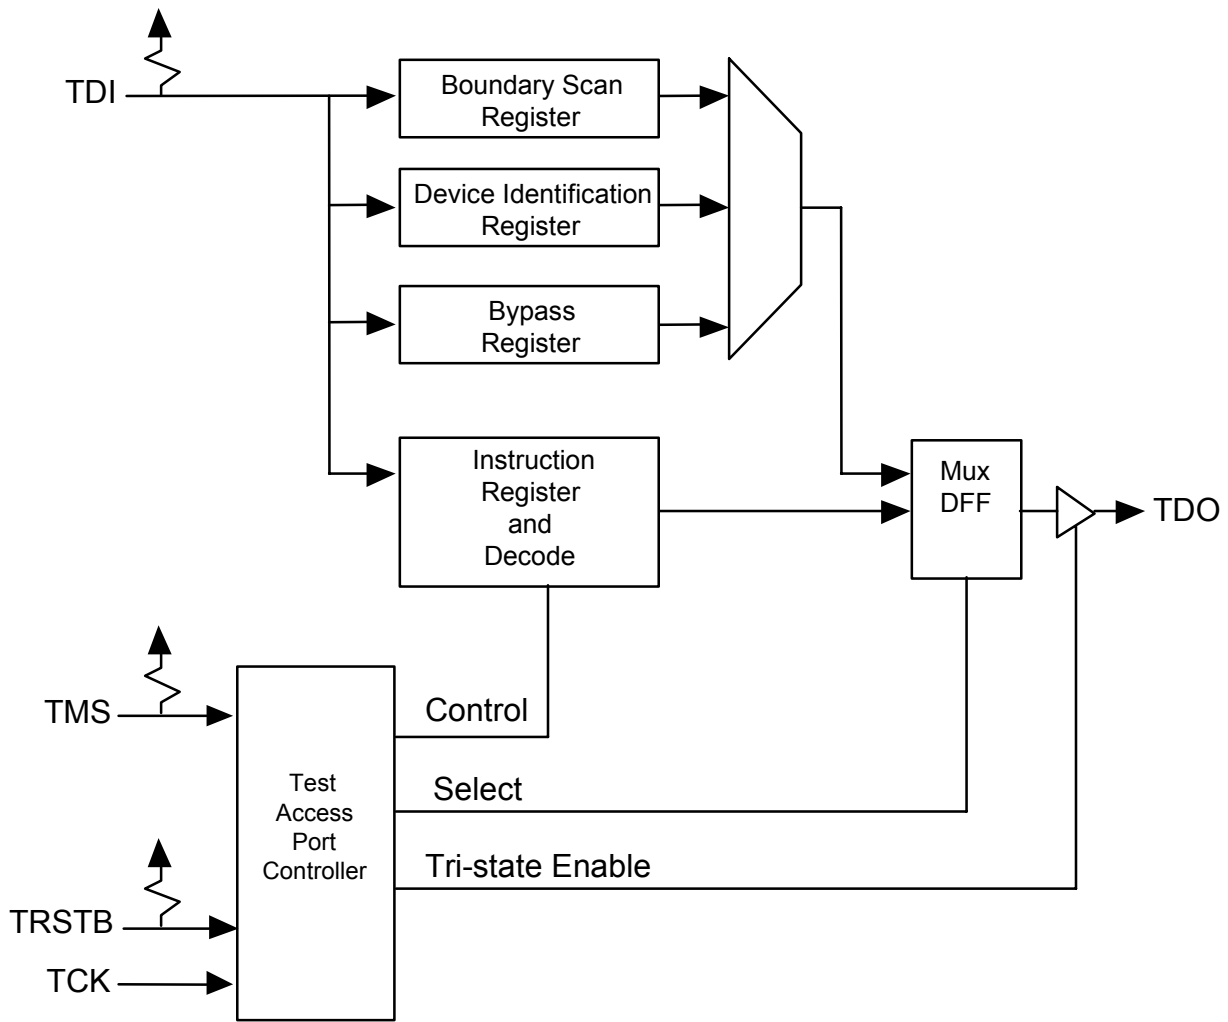 TDI
Boundary Scan
Register
Device Identification
Register
Bypass
Register
Instruction
Register
and
Decode
Mux
DFF
TDO
TMS
Control
Test
Access
Port
Controller
Select
Tri-state Enable
TRSTB
TCK